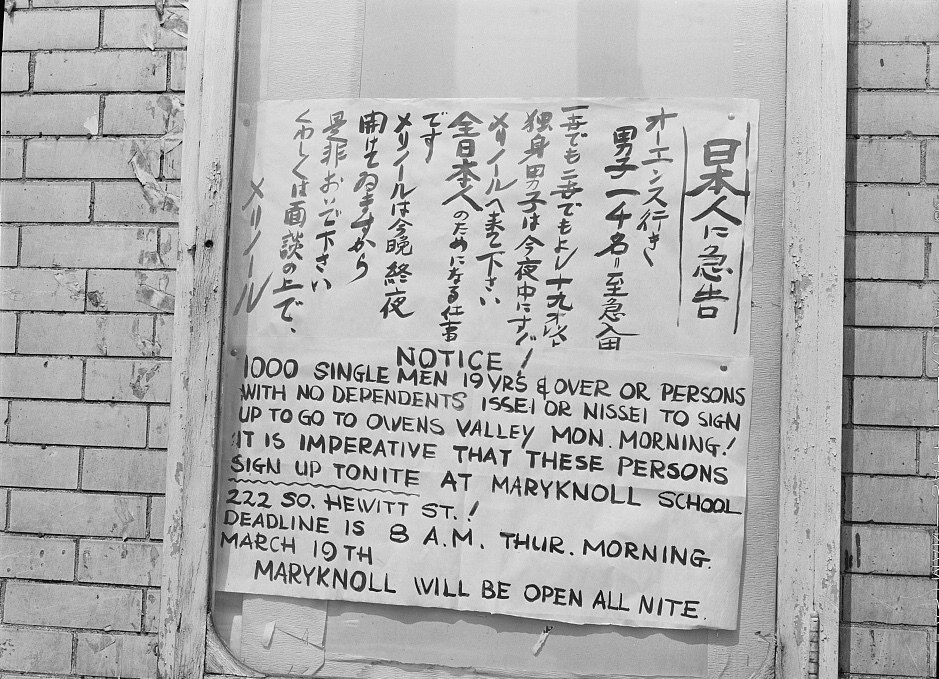 日本人に急告
オーエンス行き
男子一千名至急入用
一世でも二世でもよし十九才以上
独身男子は今夜中に
メリノールへ来て下さい
全日本人のためになる仕事
です
メリノールは今晩終夜
開けてゐますから
是非おいで下さい
くわしくは面談の上で、
メリノール
NOTICE!
1000 SINGLE MEN 19 YRS & OVER OR PERSONS
WITH NO DEPENDENTS ISSEI OR NISSEI TO SIGN
UP TO GO TO OWENS VALLEY MON. MORNING!
IT IS IMPERATIVE THAT THESE PERSONS
SIGN UP TONITE AT MARYKNOLL SCHOOL
222 SO. HEWITT ST.!
DEADLINE IS 8 A.M. THUR. MORNING.
MARCH 19TH
MARYKNOLL WILL BE OPEN ALL NITE.